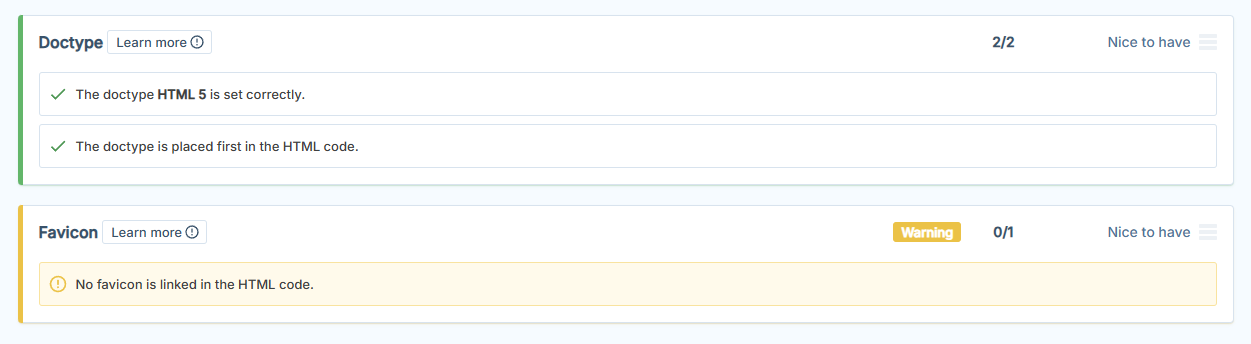 Doctype Learn more 2/2 Nice to have
The doctype HTML 5 is set correctly.
The doctype is placed first in the HTML code.
Favicon Learn more Warning 0/1 Nice to have
No favicon is linked in the HTML code.